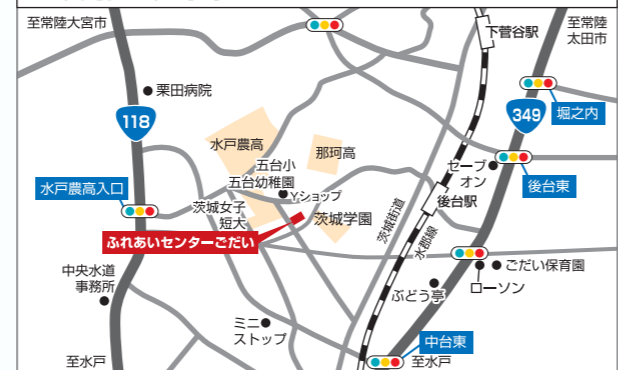 至常陸大宮市
下菅谷駅
至常陸
太田市
栗田病院
118
349
堀之内
水戸農高
那珂高
五台小
五台幼稚園
Yショップ
セーブ
オン
後台東
水戸農高入口
茨城女子
短大
茨城学園
後台駅
茨城街道
水郡線
ふれあいセンターごだい
中央水道
事務所
ごだい保育園
ローソン
ぶどう亭
ミニ
ストップ
中台東
至水戸
至水戸